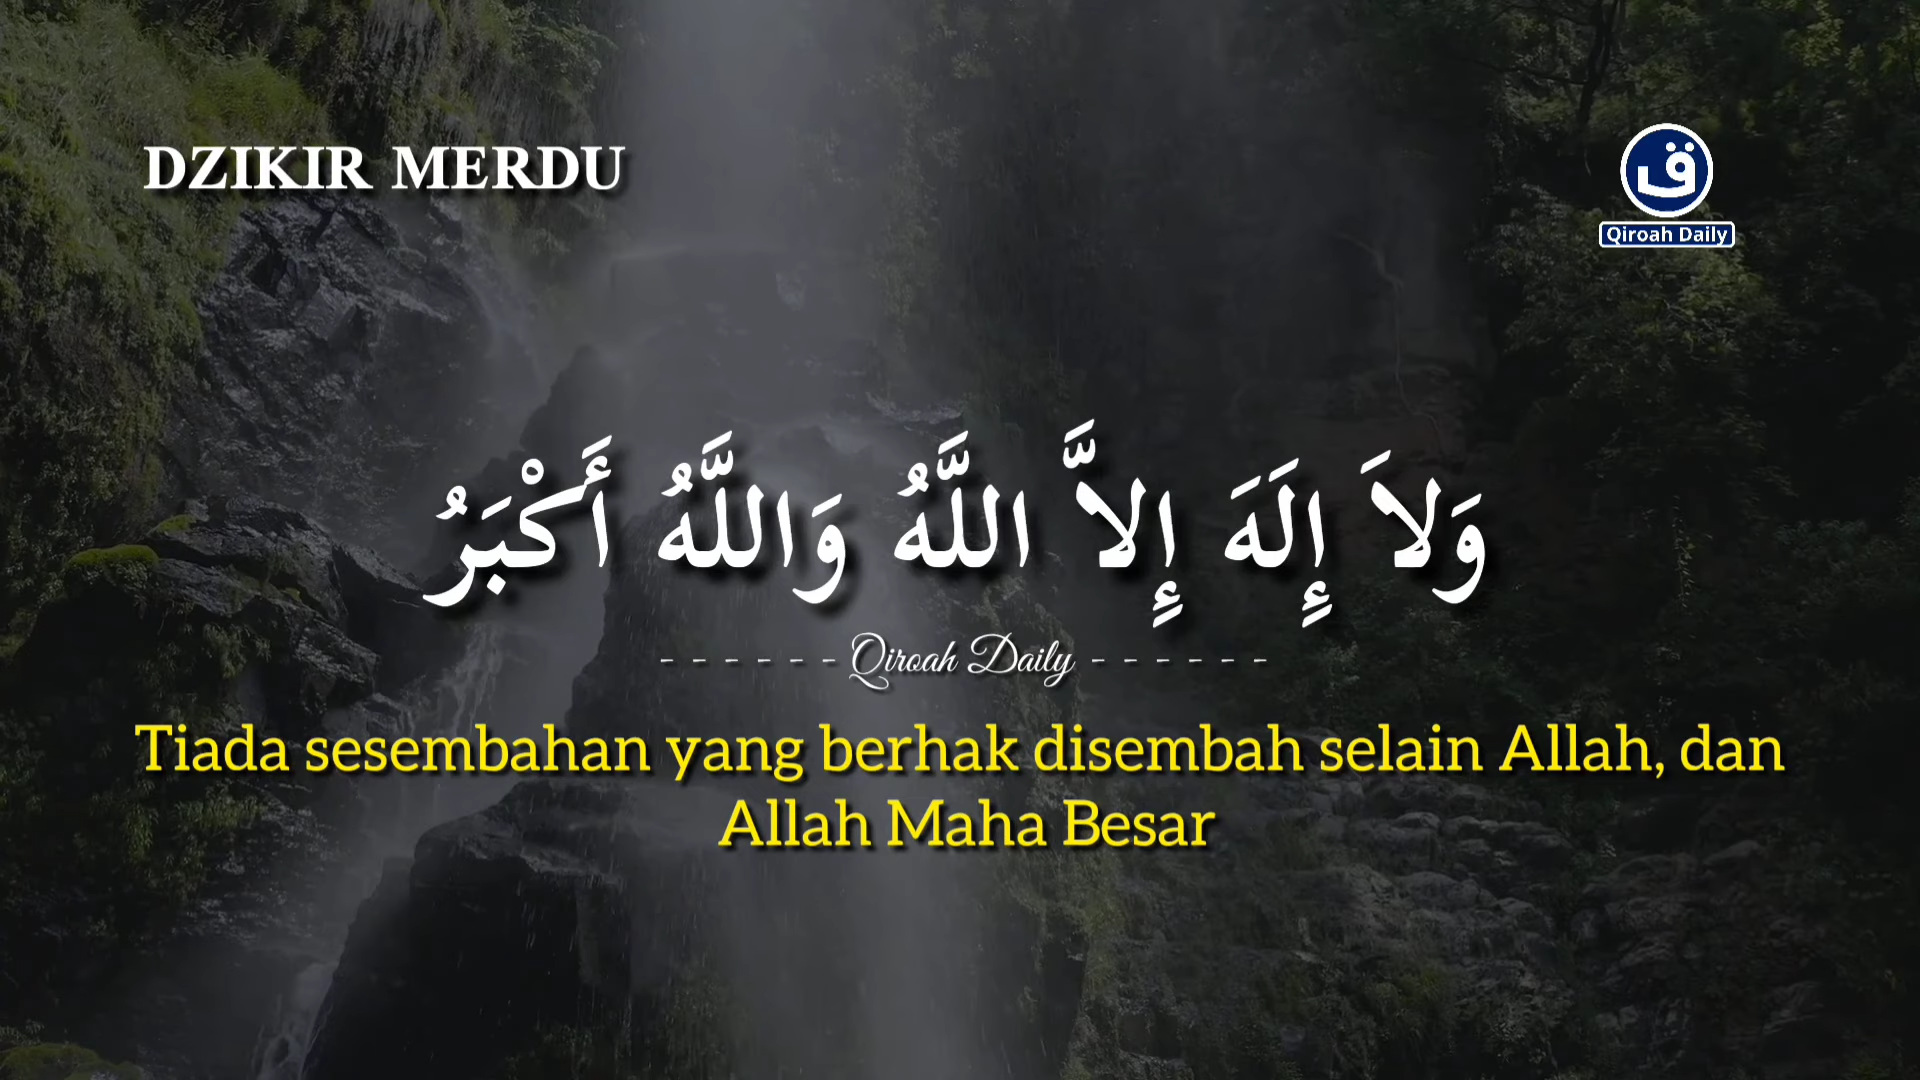 DZIKIR MERDU
ق
Qiroah Daily
وَلاَ إِلَهَ إِلاَّ اللَّهُ وَاللَّهُ أَكْبَرُ
- - - - - - Qiroah Daily - - - - - -
Tiada sesembahan yang berhak disembah selain Allah, dan
Allah Maha Besar